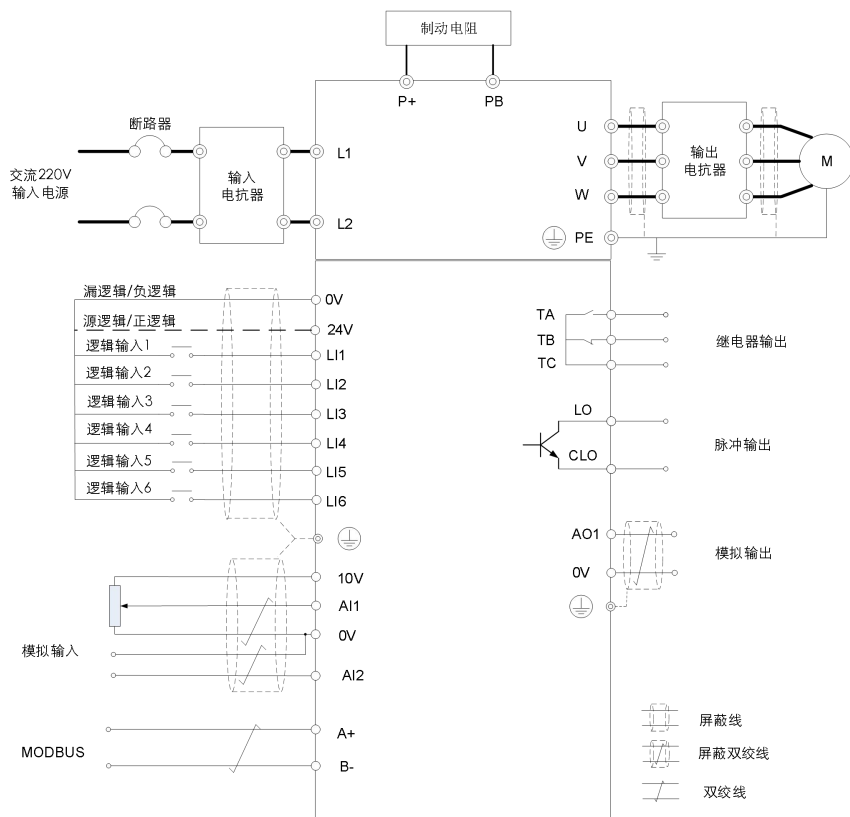 制动电阻
P+
PB
断路器
交流220V
输入电源
输入
电抗器
L1
L2
U
V
W
PE
输出
电抗器
M
漏逻辑/负逻辑
0V
源逻辑/正逻辑
24V
逻辑输入1
LI1
逻辑输入2
LI2
逻辑输入3
LI3
逻辑输入4
LI4
逻辑输入5
LI5
逻辑输入6
LI6
TA
TB
TC
继电器输出
LO
CLO
脉冲输出
AO1
0V
模拟输出
10V
AI1
0V
模拟输入
AI2
MODBUS
A+
B-
屏蔽线
屏蔽双绞线
双绞线